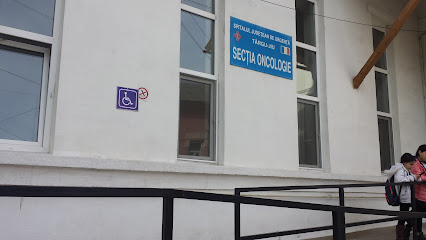 SPITALUL JUDEȚEAN DE URGENȚĂ
TÂRGU-JIU
SECȚIA ONCOLOGIE